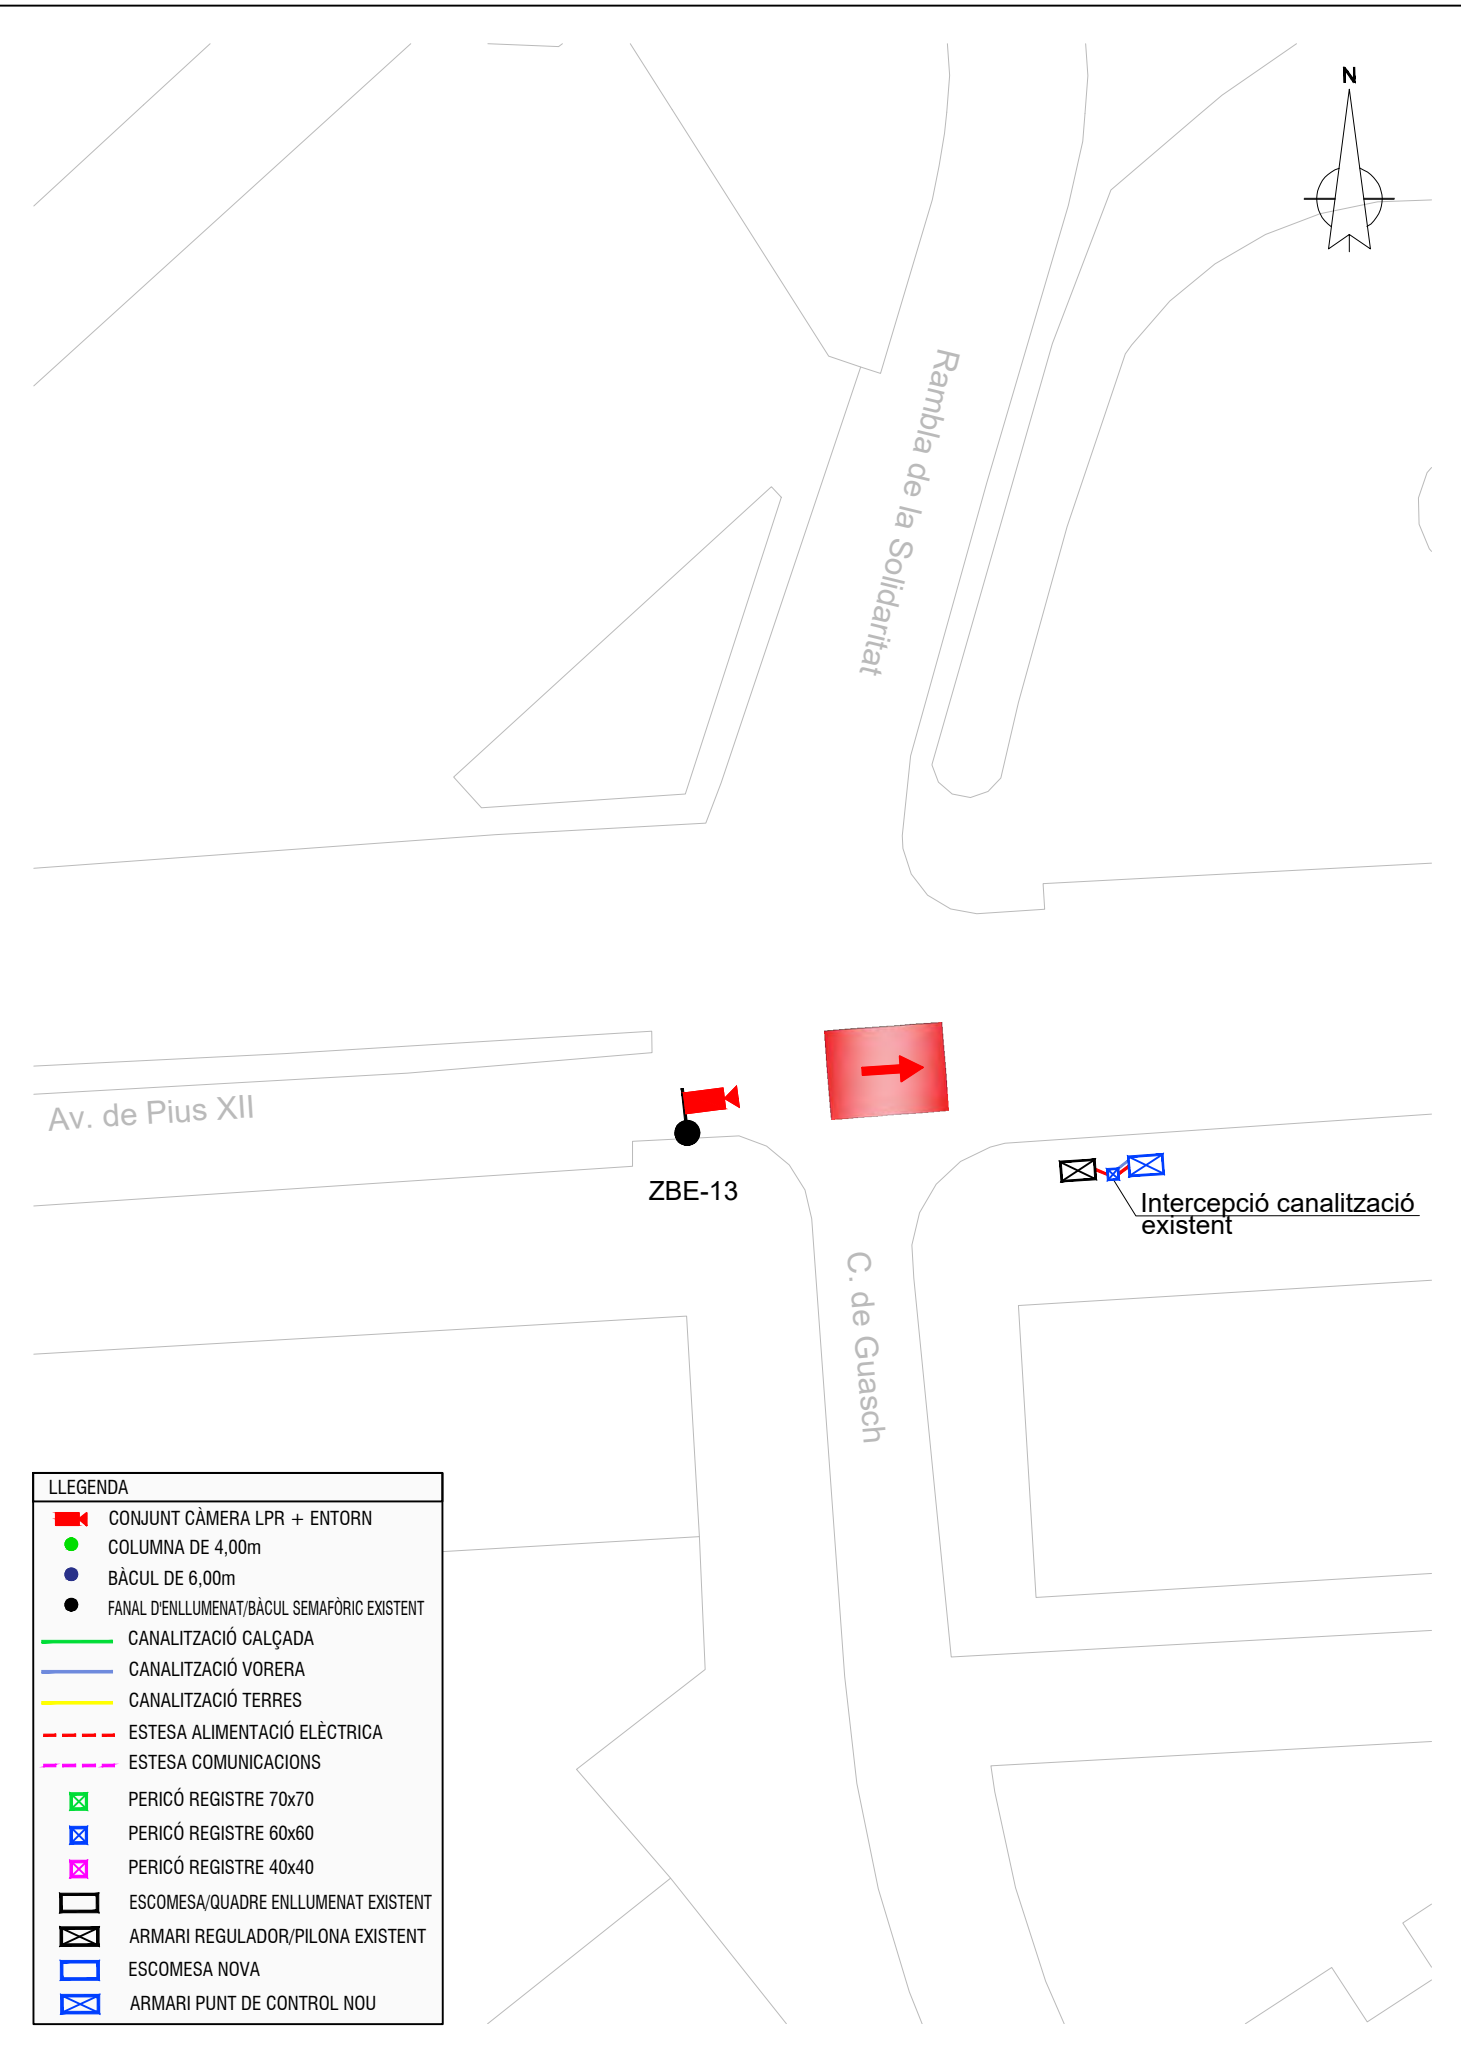 N
Rambla de la Solidaritat
Av. de Pius XII
ZBE-13
Intercepció canalització
existent
C. de Guasch
LLEGENDA
CONJUNT CÀMERA LPR + ENTORN
COLUMNA DE 4,00m
BÀCUL DE 6,00m
FANAL D'ENLLUMENAT/BÀCUL SEMAFÒRIC EXISTENT
CANALITZACIÓ CALÇADA
CANALITZACIÓ VORERA
CANALITZACIÓ TERRES
ESTESA ALIMENTACIÓ ELÈCTRICA
ESTESA COMUNICACIONS
PERICÓ REGISTRE 70x70
PERICÓ REGISTRE 60x60
PERICÓ REGISTRE 40x40
ESCOMESA/QUADRE ENLLUMENAT EXISTENT
ARMARI REGULADOR/PILONA EXISTENT
ESCOMESA NOVA
ARMARI PUNT DE CONTROL NOU